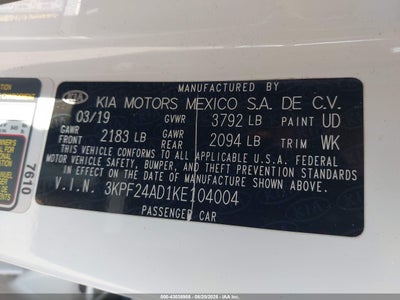 MANUFACTURED BY
KIA KIA MOTORS MEXICO S.A. DE C.V.
03/19 GVWR 3792 LB PAINT UD
GAWR FRONT 2183 LB GAWR REAR 2094 LB TRIM WK
THIS VEHICLE CONFORMS TO ALL APPLICABLE U.S.A. FEDERAL
MOTOR VEHICLE SAFETY, BUMPER, AND THEFT PREVENTION STANDARDS
IN EFFECT ON THE DATE OF MANUFACTURE SHOWN ABOVE.
V.I.N. 3KPF24AD1KE104004
PASSENGER CAR
7610